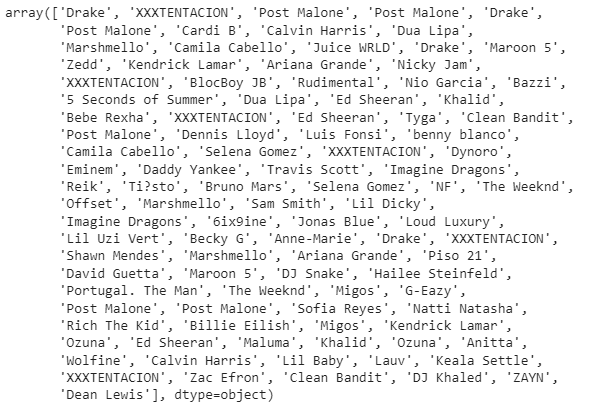 array(['Drake', 'XXXTENTACION', 'Post Malone', 'Post Malone', 'Drake',
'Post Malone', 'Cardi B', 'Calvin Harris', 'Dua Lipa',
'Marshmello', 'Camila Cabello', 'Juice WRLD', 'Drake', 'Maroon 5',
'Zedd', 'Kendrick Lamar', 'Ariana Grande', 'Nicky Jam',
'XXXTENTACION', 'BlocBoy JB', 'Rudimental', 'Nio Garcia', 'Bazzi',
'5 Seconds of Summer', 'Dua Lipa', 'Ed Sheeran', 'Khalid',
'Bebe Rexha', 'XXXTENTACION', 'Ed Sheeran', 'Tyga', 'Clean Bandit',
'Post Malone', 'Dennis Lloyd', 'Luis Fonsi', 'benny blanco',
'Camila Cabello', 'Selena Gomez', 'XXXTENTACION', 'Dynoro',
'Eminem', 'Daddy Yankee', 'Travis Scott', 'Imagine Dragons',
'Reik', 'Ti?sto', 'Bruno Mars', 'Selena Gomez', 'NF', 'The Weeknd',
'Offset', 'Marshmello', 'Sam Smith', 'Lil Dicky',
'Imagine Dragons', '6ix9ine', 'Jonas Blue', 'Loud Luxury',
'Lil Uzi Vert', 'Becky G', 'Anne-Marie', 'Drake', 'XXXTENTACION',
'Shawn Mendes', 'Marshmello', 'Ariana Grande', 'Piso 21',
'David Guetta', 'Maroon 5', 'DJ Snake', 'Hailee Steinfeld',
'Portugal. The Man', 'The Weeknd', 'Migos', 'G-Eazy',
'Post Malone', 'Post Malone', 'Sofia Reyes', 'Natti Natasha',
'Rich The Kid', 'Billie Eilish', 'Migos', 'Kendrick Lamar',
'Ozuna', 'Ed Sheeran', 'Maluma', 'Khalid', 'Ozuna', 'Anitta',
'Wolfine', 'Calvin Harris', 'Lil Baby', 'Lauv', 'Keala Settle',
'XXXTENTACION', 'Zac Efron', 'Clean Bandit', 'DJ Khaled', 'ZAYN',
'Dean Lewis'], dtype=object)